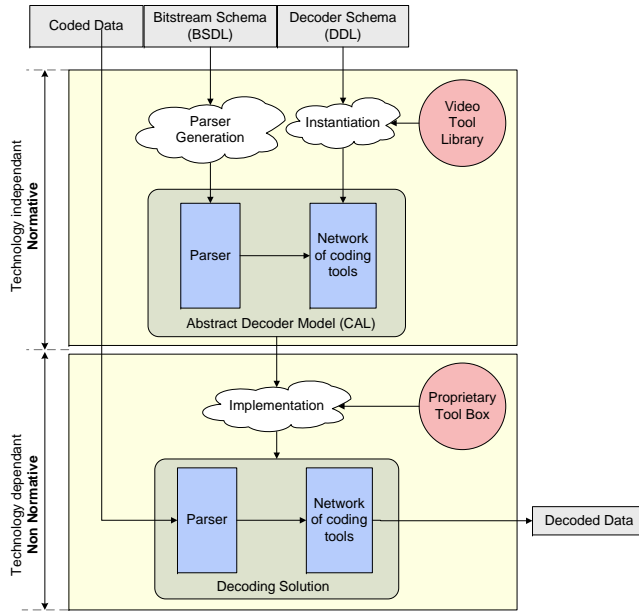 Coded Data
Bitstream Schema
(BSDL)
Decoder Schema
(DDL)
Technology independant
Normative
Parser
Generation
Instantiation
Video
Tool
Library
Parser
Network
of coding
tools
Abstract Decoder Model (CAL)
Technology dependant
Non Normative
Implementation
Proprietary
Tool Box
Parser
Network
of coding
tools
Decoding Solution
Decoded Data